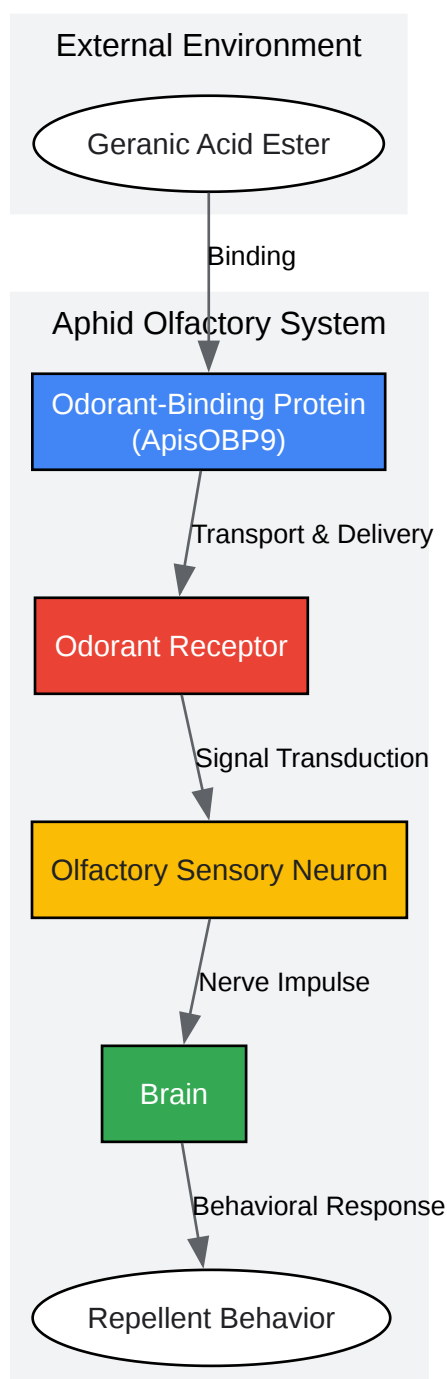 External Environment
Geranic Acid Ester
Binding
Aphid Olfactory System
Odorant-Binding Protein
(ApisOBP9)
Transport & Delivery
Odorant Receptor
Signal Transduction
Olfactory Sensory Neuron
Nerve Impulse
Brain
Behavioral Response
Repellent Behavior